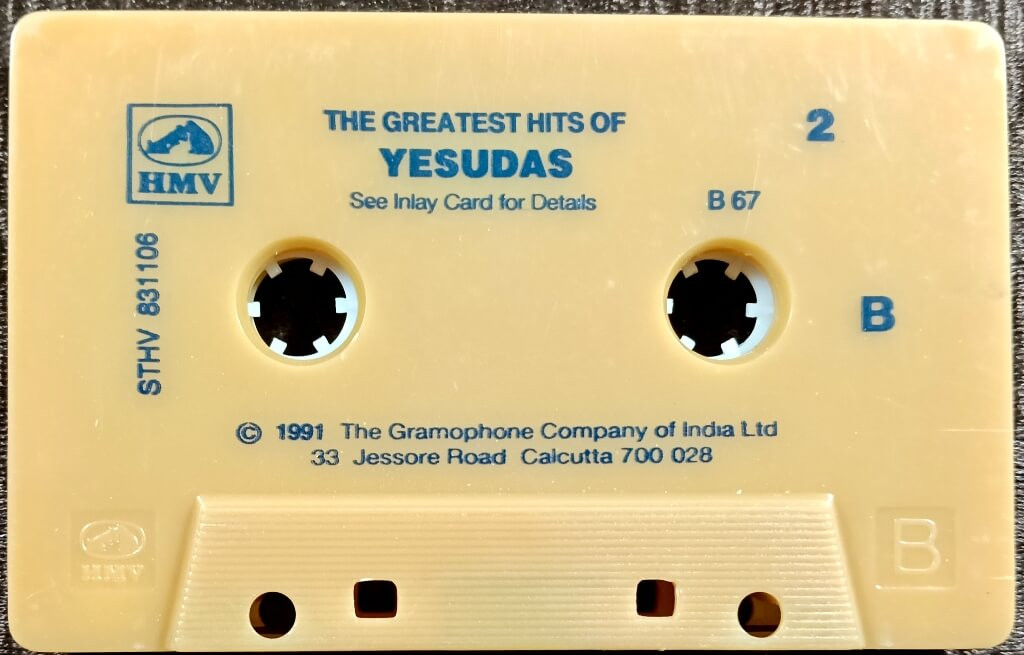 THE GREATEST HITS OF
YESUDAS
See Inlay Card for Details
2
B 67
HMV
STHV 831106
B
© 1991 The Gramophone Company of India Ltd
33 Jessore Road Calcutta 700 028
HMV
B